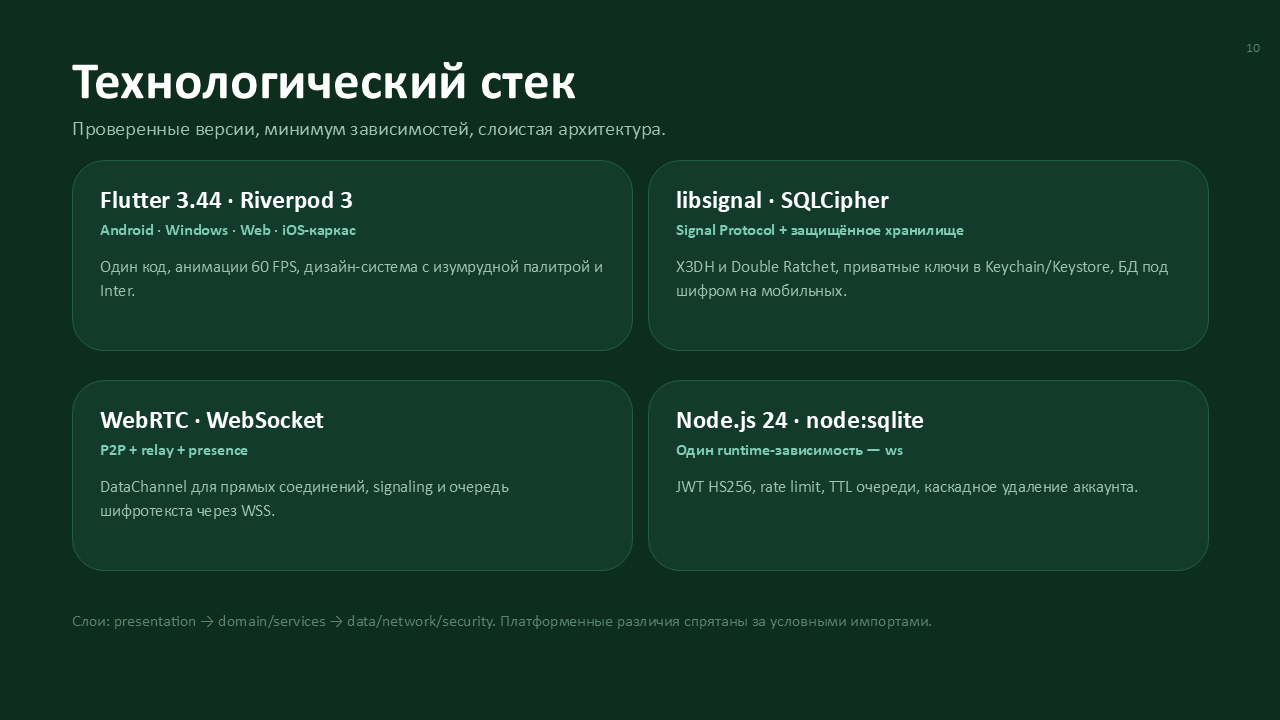 10
Технологический стек
Проверенные версии, минимум зависимостей, слоистая архитектура.
Flutter 3.44 · Riverpod 3
Android · Windows · Web · iOS-каркас
Один код, анимации 60 FPS, дизайн-система с изумрудной палитрой и
Inter.
libsignal · SQLCipher
Signal Protocol + защищённое хранилище
X3DH и Double Ratchet, приватные ключи в Keychain/Keystore, БД под
шифром на мобильных.
WebRTC · WebSocket
P2P + relay + presence
DataChannel для прямых соединений, signaling и очередь
шифротекста через WSS.
Node.js 24 · node:sqlite
Один runtime-зависимость — ws
JWT HS256, rate limit, TTL очереди, каскадное удаление аккаунта.
Слои: presentation → domain/services → data/network/security. Платформенные различия спрятаны за условными импортами.